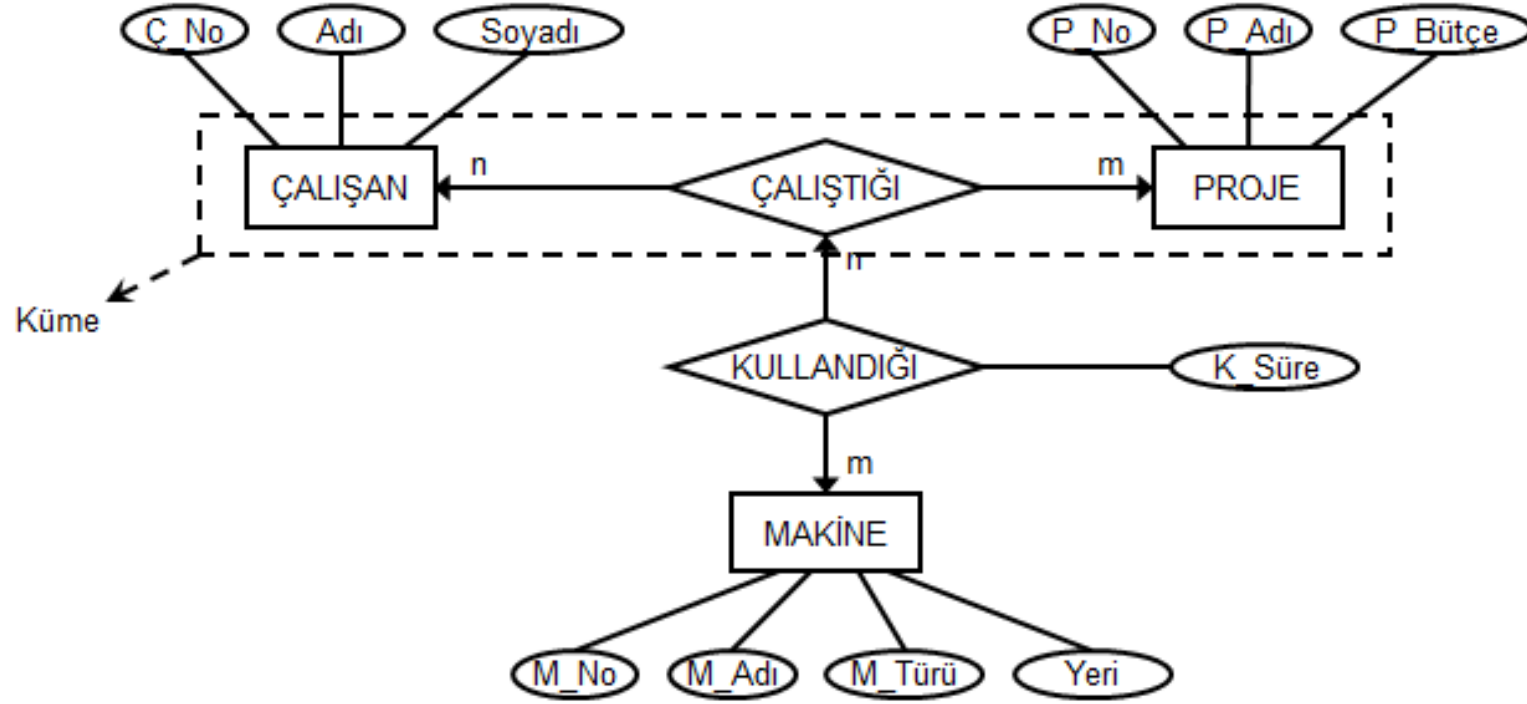 Ç_No Adı Soyadı P_No P_Adı P_Bütçe
n m
ÇALIŞAN ÇALIŞTIĞI PROJE
n
Küme
KULLANDIĞI K_Süre
m
MAKİNE
M_No M_Adı M_Türü Yeri